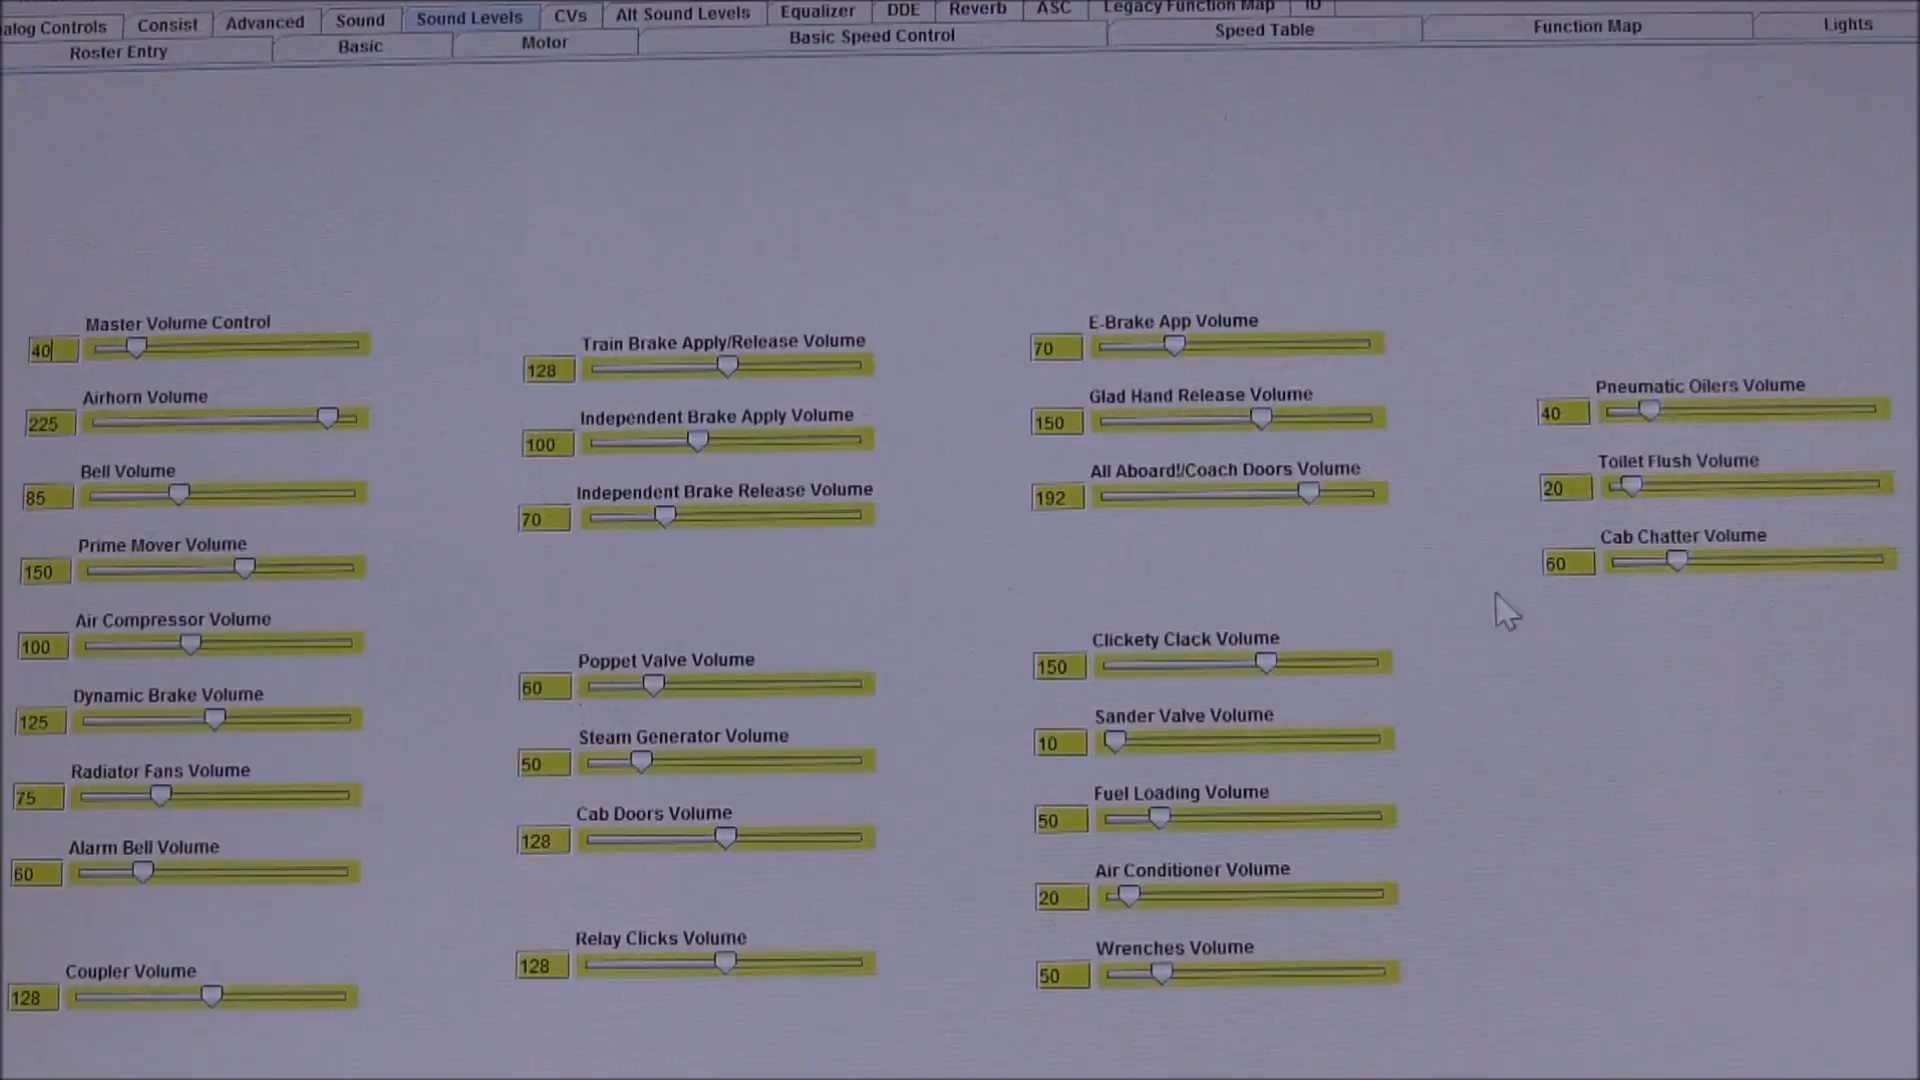 alog Controls Consist Advanced Sound Sound Levels CVs Alt Sound Levels Equalizer DDE Reverb ASC Legacy Function Map ID
Roster Entry Basic Motor Basic Speed Control Speed Table Function Map Lights
Master Volume Control
40
Airhorn Volume
225
Bell Volume
85
Prime Mover Volume
150
Air Compressor Volume
100
Dynamic Brake Volume
125
Radiator Fans Volume
75
Alarm Bell Volume
60
Coupler Volume
128
Train Brake Apply/Release Volume
128
Independent Brake Apply Volume
100
Independent Brake Release Volume
70
Poppet Valve Volume
60
Steam Generator Volume
50
Cab Doors Volume
128
Relay Clicks Volume
128
E-Brake App Volume
70
Glad Hand Release Volume
150
All Aboard!/Coach Doors Volume
192
Clickety Clack Volume
150
Sander Valve Volume
10
Fuel Loading Volume
50
Air Conditioner Volume
20
Wrenches Volume
50
Pneumatic Oilers Volume
40
Toilet Flush Volume
20
Cab Chatter Volume
60